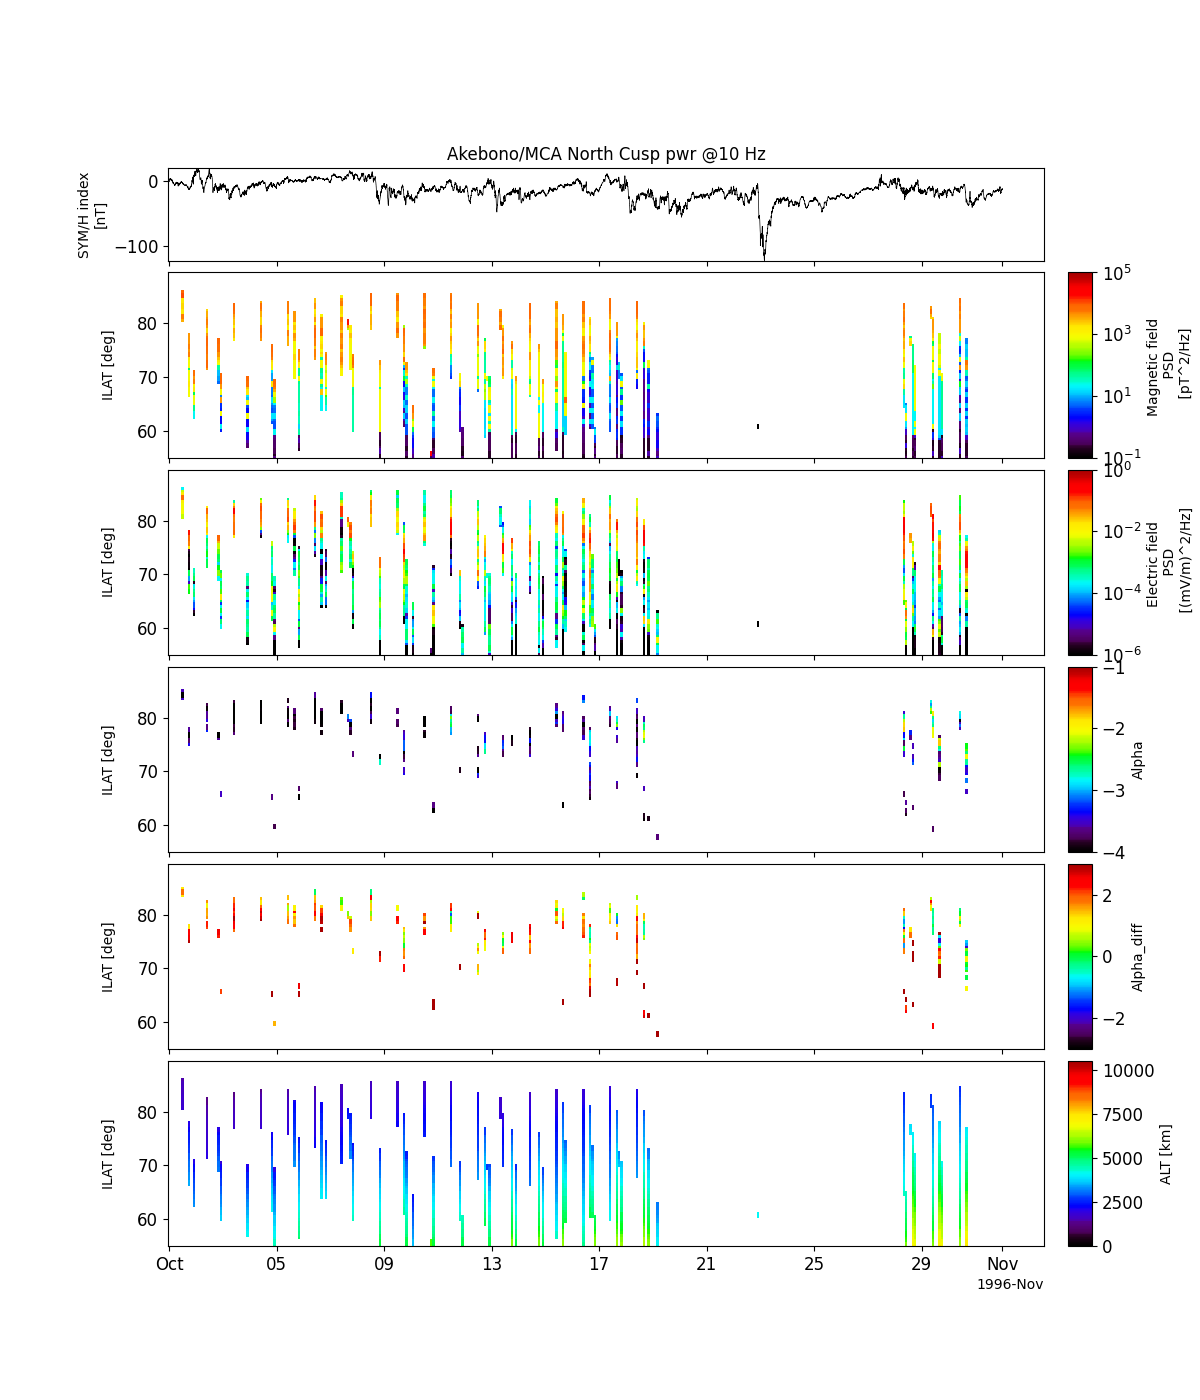 Akebono/MCA North Cusp pwr @10 Hz
SYM/H index
[nT]
0
−100
ILAT [deg]
80
70
60
10^5
10^3
10^1
10^-1
Magnetic field
PSD
[pT^2/Hz]
ILAT [deg]
80
70
60
10^0
10^-2
10^-4
10^-6
Electric field
PSD
[(mV/m)^2/Hz]
ILAT [deg]
80
70
60
−1
−2
−3
−4
Alpha
ILAT [deg]
80
70
60
2
0
−2
Alpha_diff
ILAT [deg]
80
70
60
10000
7500
5000
2500
0
ALT [km]
Oct 05 09 13 17 21 25 29 Nov
1996-Nov